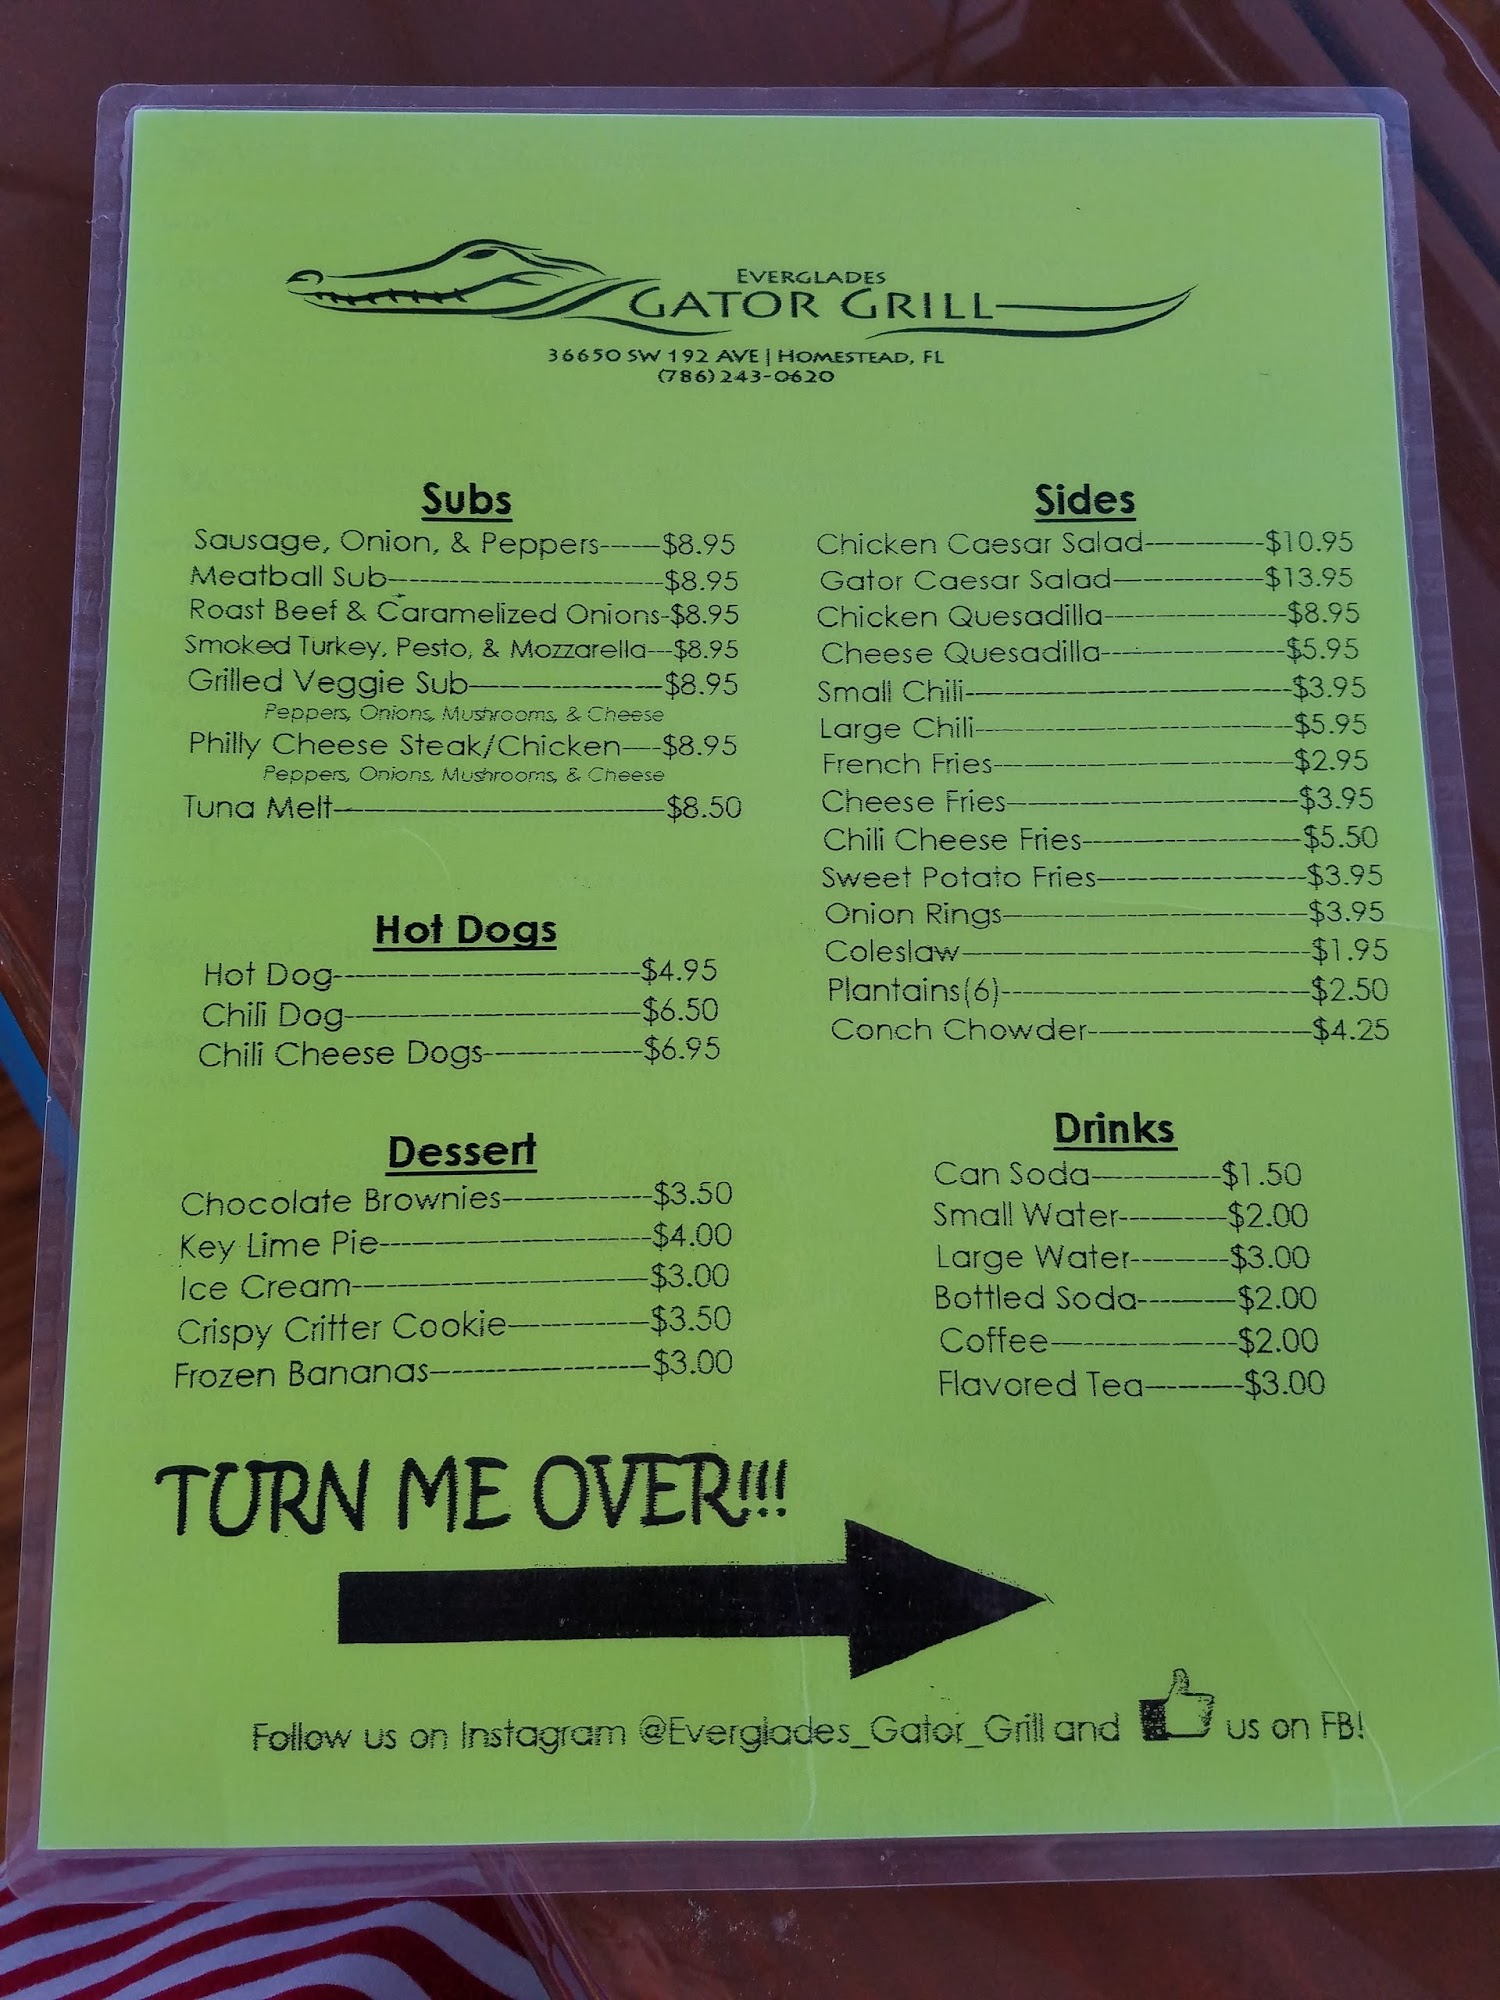 EVERGLADES
GATOR GRILL
36650 SW 192 AVE | HOMESTEAD, FL
(786) 243-0620
Subs
Sausage, Onion, & Peppers-----$8.95
Meatball Sub--------------------------$8.95
Roast Beef & Caramelized Onions-$8.95
Smoked Turkey, Pesto, & Mozzarella---$8.95
Grilled Veggie Sub------------------$8.95
Peppers, Onions, Mushrooms, & Cheese
Philly Cheese Steak/Chicken----$8.95
Peppers, Onions, Mushrooms, & Cheese
Tuna Melt-------------------------------$8.50
Hot Dogs
Hot Dog----------------------------$4.95
Chili Dog---------------------------$6.50
Chili Cheese Dogs---------------$6.95
Dessert
Chocolate Brownies--------------$3.50
Key Lime Pie-------------------------$4.00
Ice Cream----------------------------$3.00
Crispy Critter Cookie-------------$3.50
Frozen Bananas--------------------$3.00
Sides
Chicken Caesar Salad-----------$10.95
Gator Caesar Salad--------------$13.95
Chicken Quesadilla-----------------$8.95
Cheese Quesadilla-----------------$5.95
Small Chili------------------------------$3.95
Large Chili-----------------------------$5.95
French Fries----------------------------$2.95
Cheese Fries---------------------------$3.95
Chili Cheese Fries--------------------$5.50
Sweet Potato Fries-------------------$3.95
Onion Rings----------------------------$3.95
Coleslaw--------------------------------$1.95
Plantains(6)----------------------------$2.50
Conch Chowder--------------------$4.25
Drinks
Can Soda------------$1.50
Small Water----------$2.00
Large Water---------$3.00
Bottled Soda---------$2.00
Coffee-----------------$2.00
Flavored Tea---------$3.00
TURN ME OVER!!!
Follow us on Instagram @Everglades_Gator_Grill and us on FB!